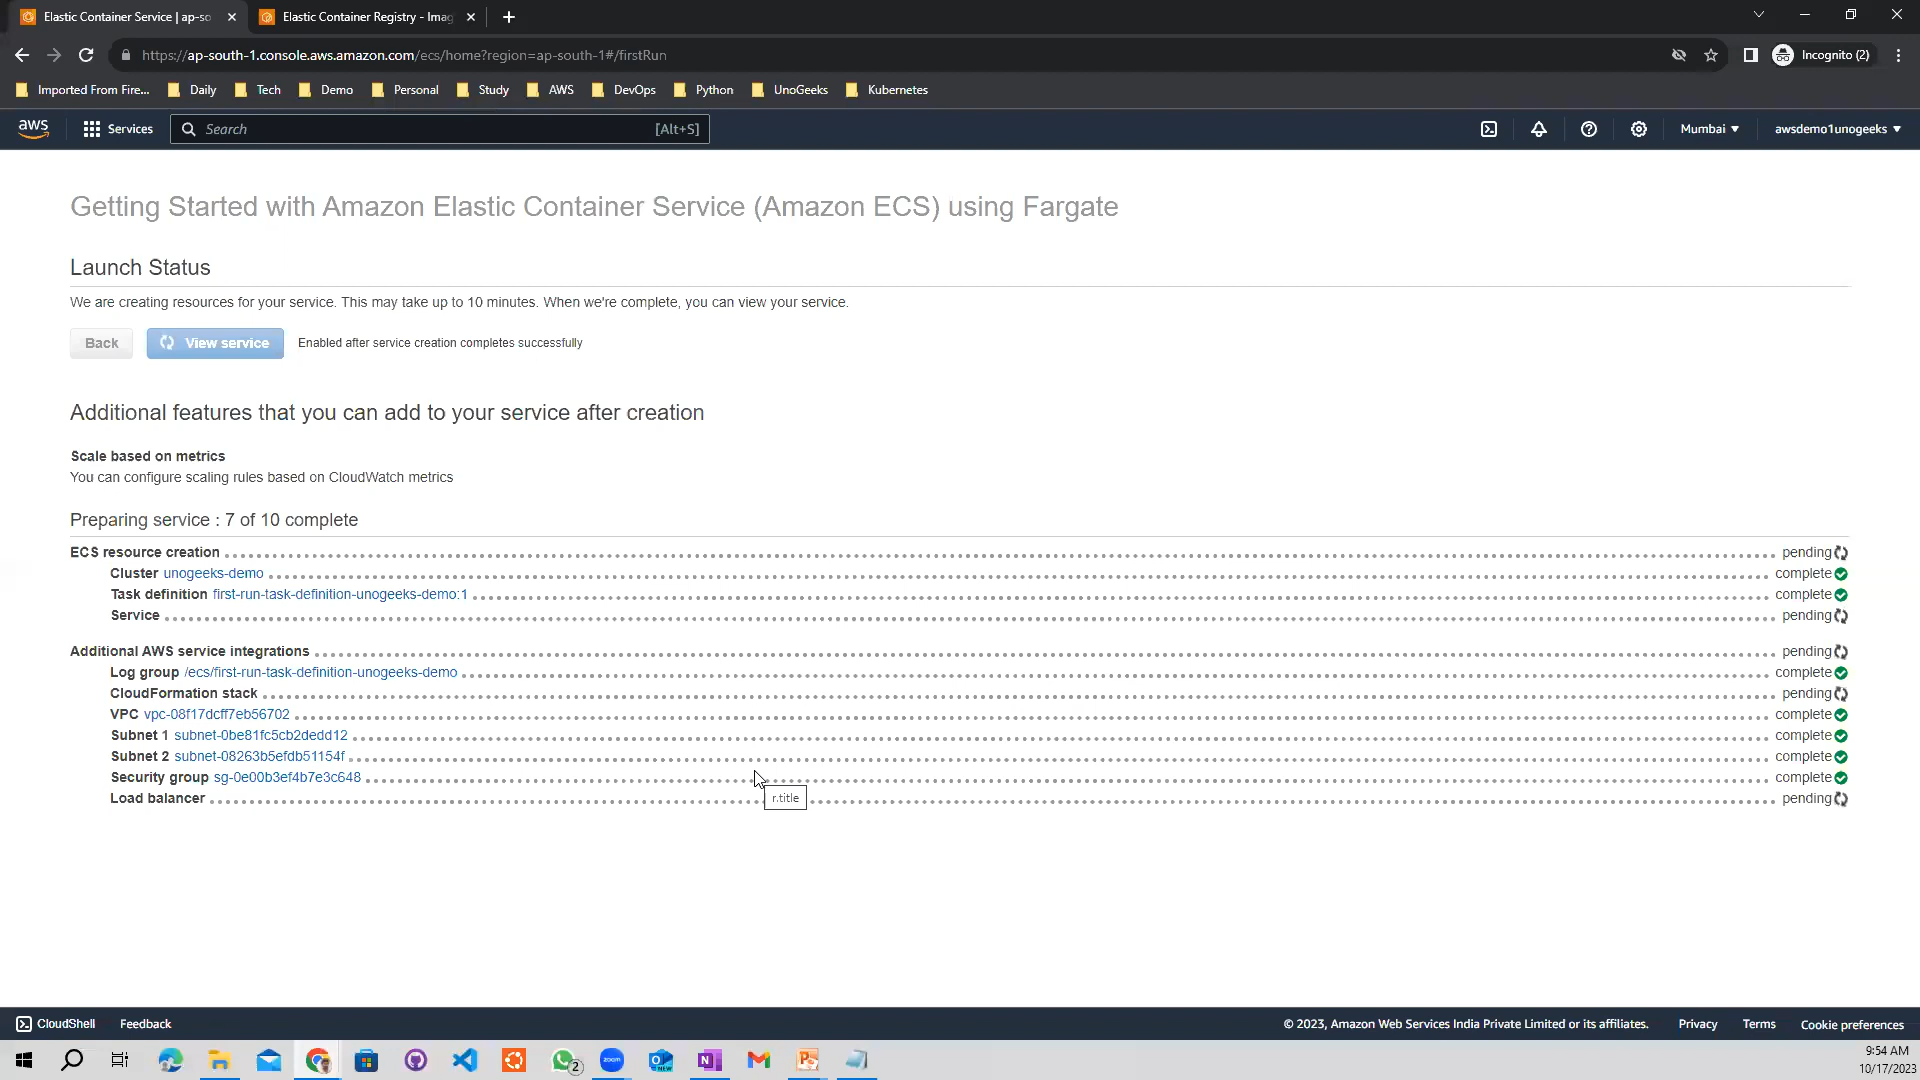 Elastic Container Service | ap-so
Elastic Container Registry - Imag
https://ap-south-1.console.aws.amazon.com/ecs/home?region=ap-south-1#/firstRun
Incognito (2)
Imported From Fire...
Daily
Tech
Demo
Personal
Study
AWS
DevOps
Python
UnoGeeks
Kubernetes
aws
Services
Search
[Alt+S]
Mumbai
awsdemo1unogeeks
Getting Started with Amazon Elastic Container Service (Amazon ECS) using Fargate
Launch Status
We are creating resources for your service. This may take up to 10 minutes. When we're complete, you can view your service.
Back
View service
Enabled after service creation completes successfully
Additional features that you can add to your service after creation
Scale based on metrics
You can configure scaling rules based on CloudWatch metrics
Preparing service : 7 of 10 complete
ECS resource creation pending
Cluster unogeeks-demo complete
Task definition first-run-task-definition-unogeeks-demo:1 complete
Service pending
Additional AWS service integrations pending
Log group /ecs/first-run-task-definition-unogeeks-demo complete
CloudFormation stack pending
VPC vpc-08f17dcff7eb56702 complete
Subnet 1 subnet-0be81fc5cb2dedd12 complete
Subnet 2 subnet-08263b5efdb51154f complete
Security group sg-0e00b3ef4b7e3c648 complete
Load balancer pending
r.title
CloudShell
Feedback
© 2023, Amazon Web Services India Private Limited or its affiliates.
Privacy
Terms
Cookie preferences
2
zoom
NEW
9:54 AM
10/17/2023